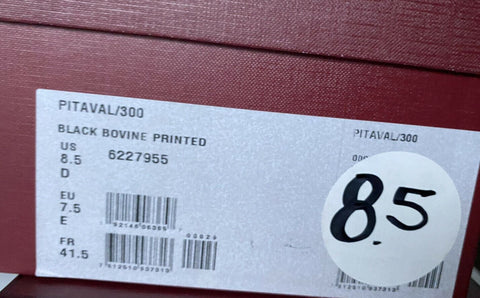 PITAVAL/300
BLACK BOVINE PRINTED
US
8.5 6227955
D
EU
7.5
E
FR
41.5
00029
PITAVAL/300
8.5